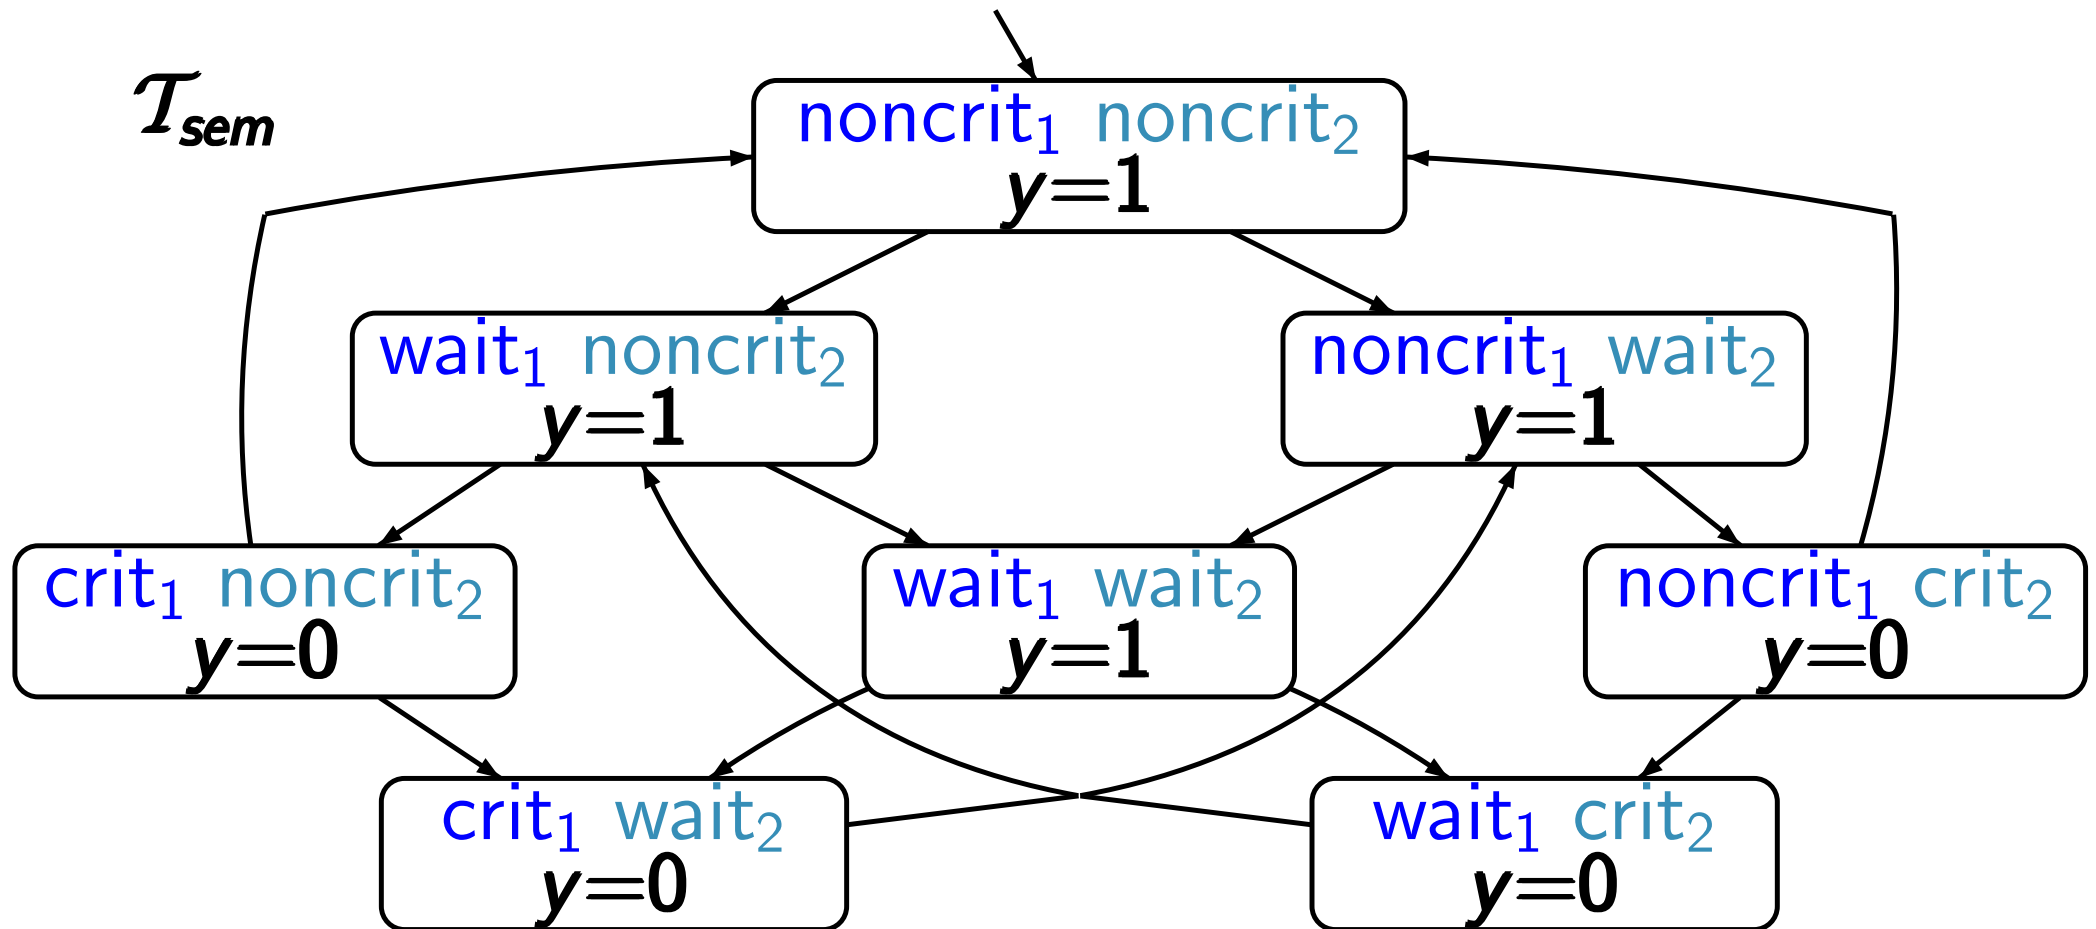 𝒯sem
noncrit₁ noncrit₂
y=1
wait₁ noncrit₂
y=1
noncrit₁ wait₂
y=1
crit₁ noncrit₂
y=0
wait₁ wait₂
y=1
noncrit₁ crit₂
y=0
crit₁ wait₂
y=0
wait₁ crit₂
y=0